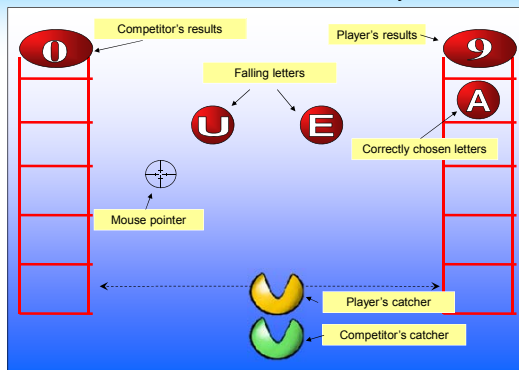 Competitor's results
0
Player's results
9
Falling letters
U
E
A
Correctly chosen letters
Mouse pointer
Player's catcher
Competitor's catcher